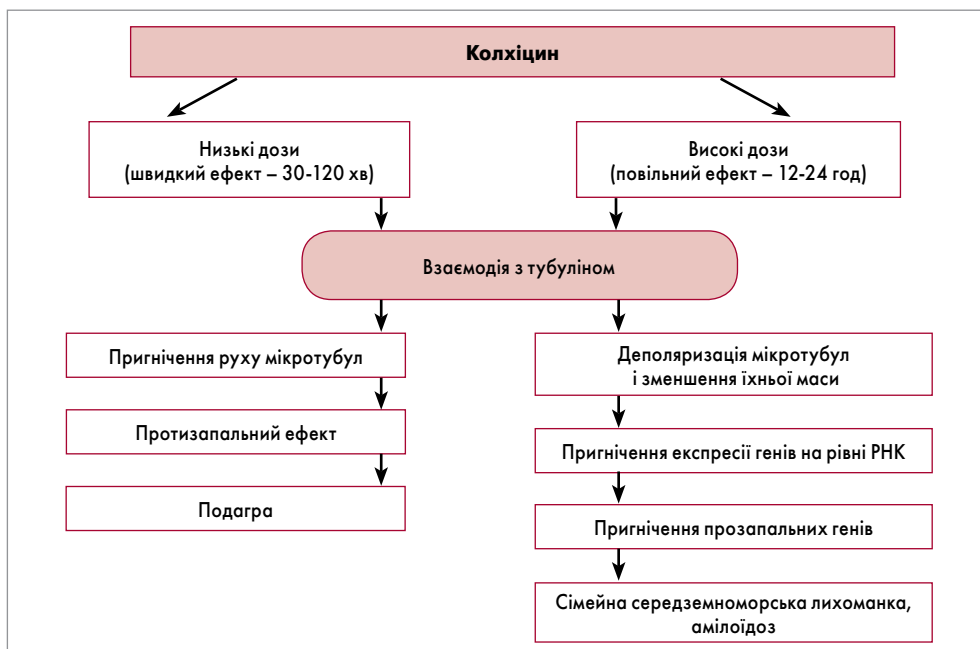 Колхіцин
Низькі дози
(швидкий ефект – 30-120 хв)
Високі дози
(повільний ефект – 12-24 год)
Взаємодія з тубуліном
Пригнічення руху мікротубул
Протизапальний ефект
Подагра
Деполяризація мікротубул
і зменшення їхньої маси
Пригнічення експресії генів на рівні РНК
Пригнічення прозапальних генів
Сімейна середземноморська лихоманка,
амілоїдоз